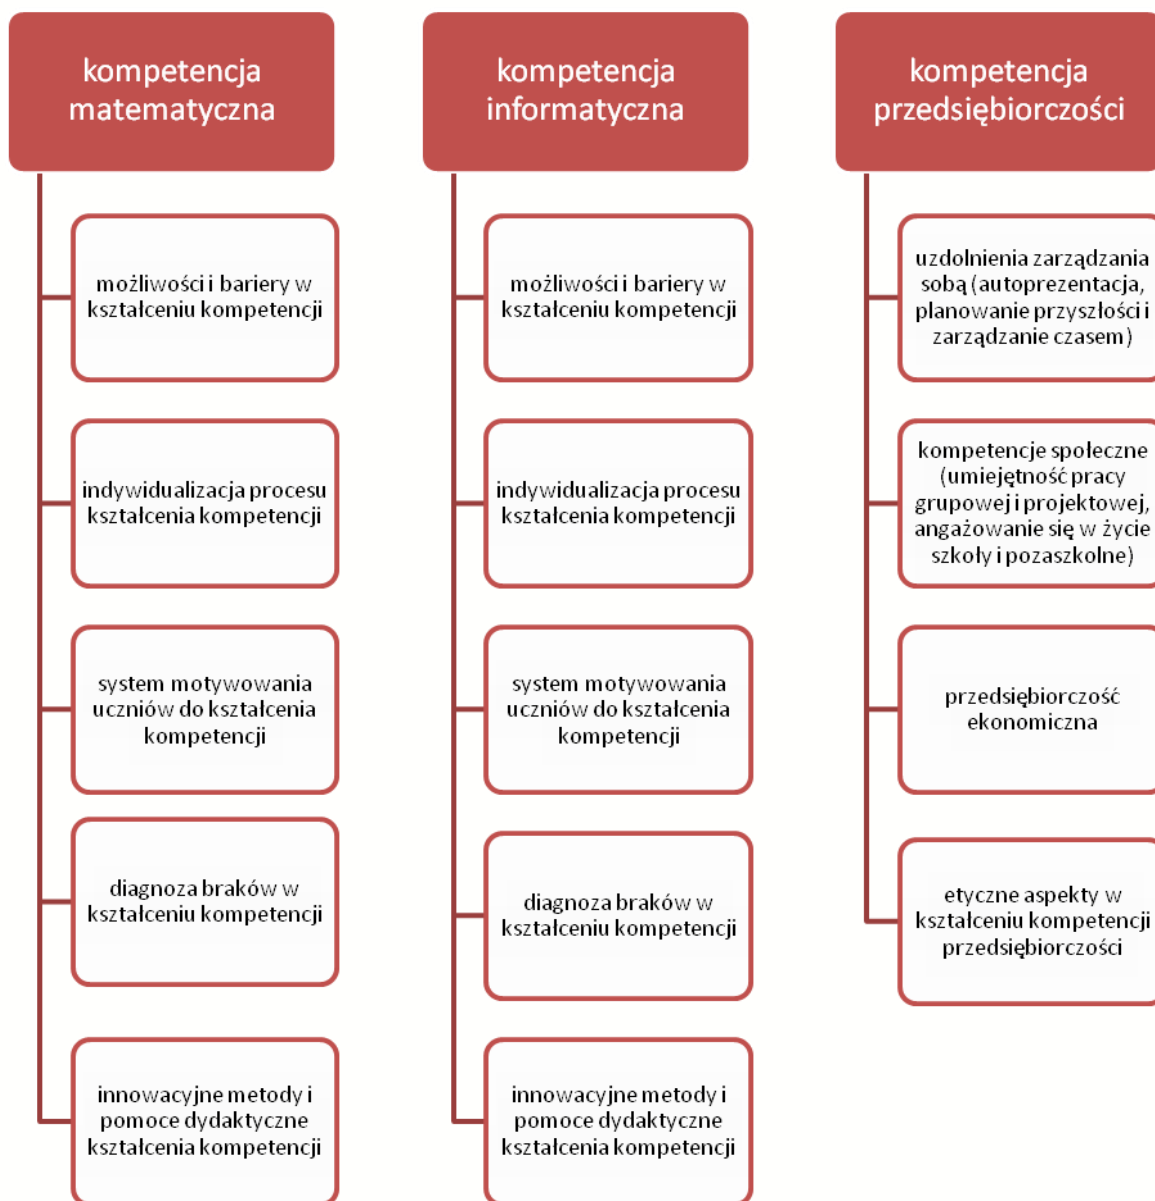 kompetencja
matematyczna
możliwości i bariery w
kształceniu kompetencji
indywidualizacja procesu
kształcenia kompetencji
system motywowania
uczniów do kształcenia
kompetencji
diagnoza braków w
kształceniu kompetencji
innowacyjne metody i
pomoce dydaktyczne
kształcenia kompetencji
kompetencja
informatyczna
możliwości i bariery w
kształceniu kompetencji
indywidualizacja procesu
kształcenia kompetencji
system motywowania
uczniów do kształcenia
kompetencji
diagnoza braków w
kształceniu kompetencji
innowacyjne metody i
pomoce dydaktyczne
kształcenia kompetencji
kompetencja
przedsiębiorczości
uzdolnienia zarządzania
sobą (autoprezentacja,
planowanie przyszłości i
zarządzanie czasem)
kompetencje społeczne
(umiejętność pracy
grupowej i projektowej,
angażowanie się w życie
szkoły i pozaszkolne)
przedsiębiorczość
ekonomiczna
etyczne aspekty w
kształceniu kompetencji
przedsiębiorczości